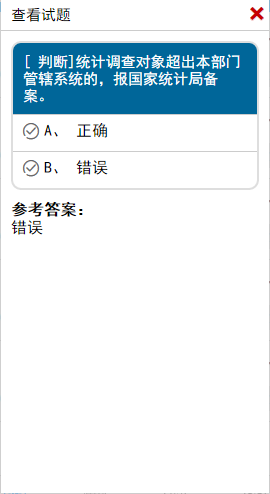 查看试题
[ 判断]统计调查对象超出本部门
管辖系统的，报国家统计局备
案。
A、 正确
B、 错误
参考答案：
错误